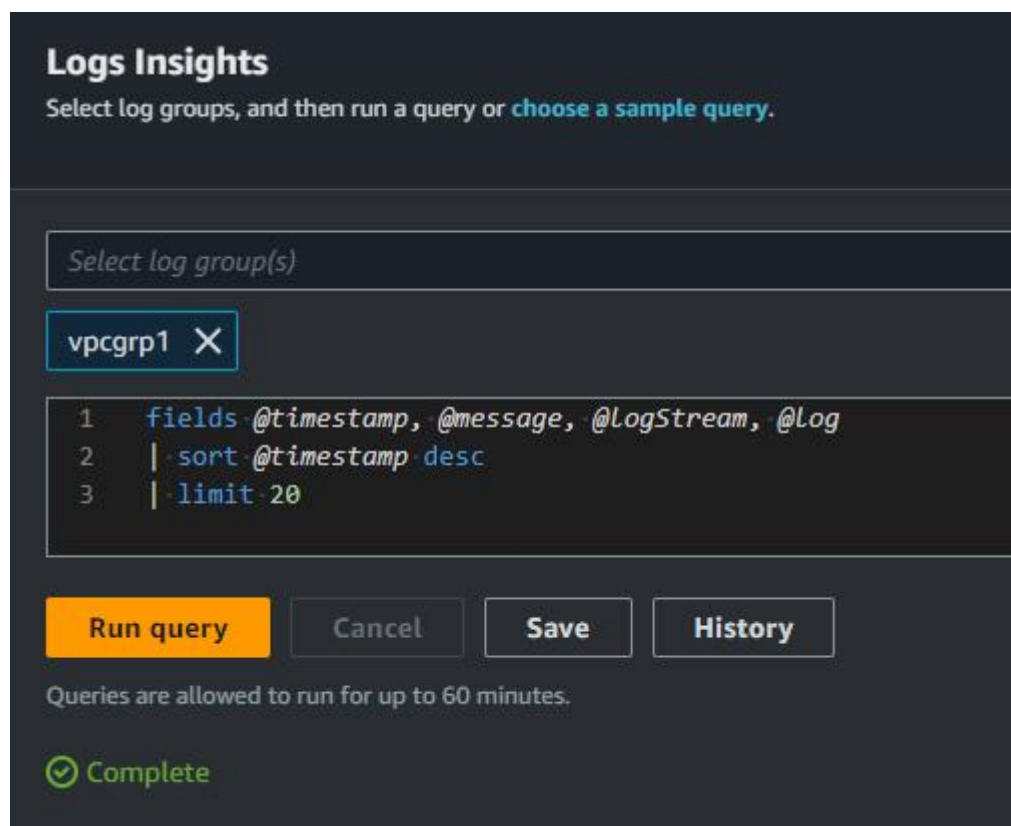 Logs Insights
Select log groups, and then run a query or choose a sample query.
Select log group(s)
vpcgrp1 ✕
1 fields @timestamp, @message, @logStream, @log
2 | sort @timestamp desc
3 | limit 20
Run query Cancel Save History
Queries are allowed to run for up to 60 minutes.
Complete